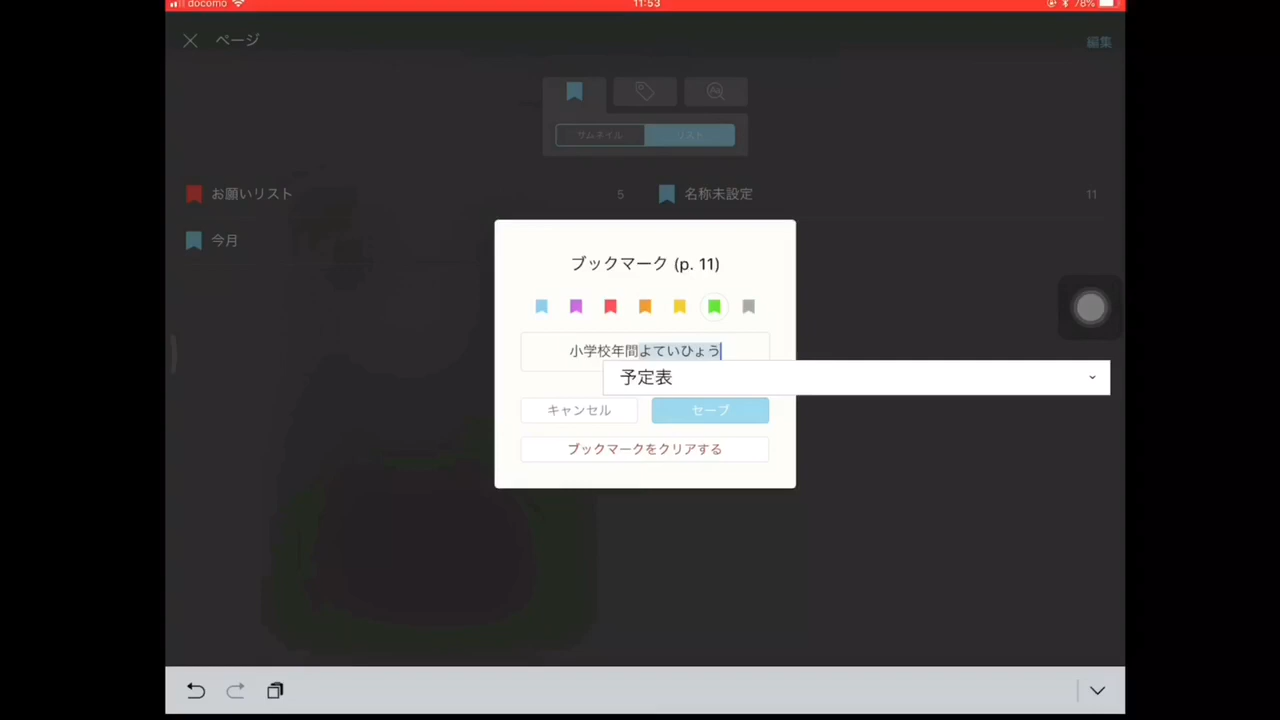 docomo
11:53
78%
ページ
編集
サムネイル
リスト
お願いリスト
5
名称未設定
11
今月
ブックマーク (p. 11)
小学校年間よていひょう
予定表
キャンセル
セーブ
ブックマークをクリアする